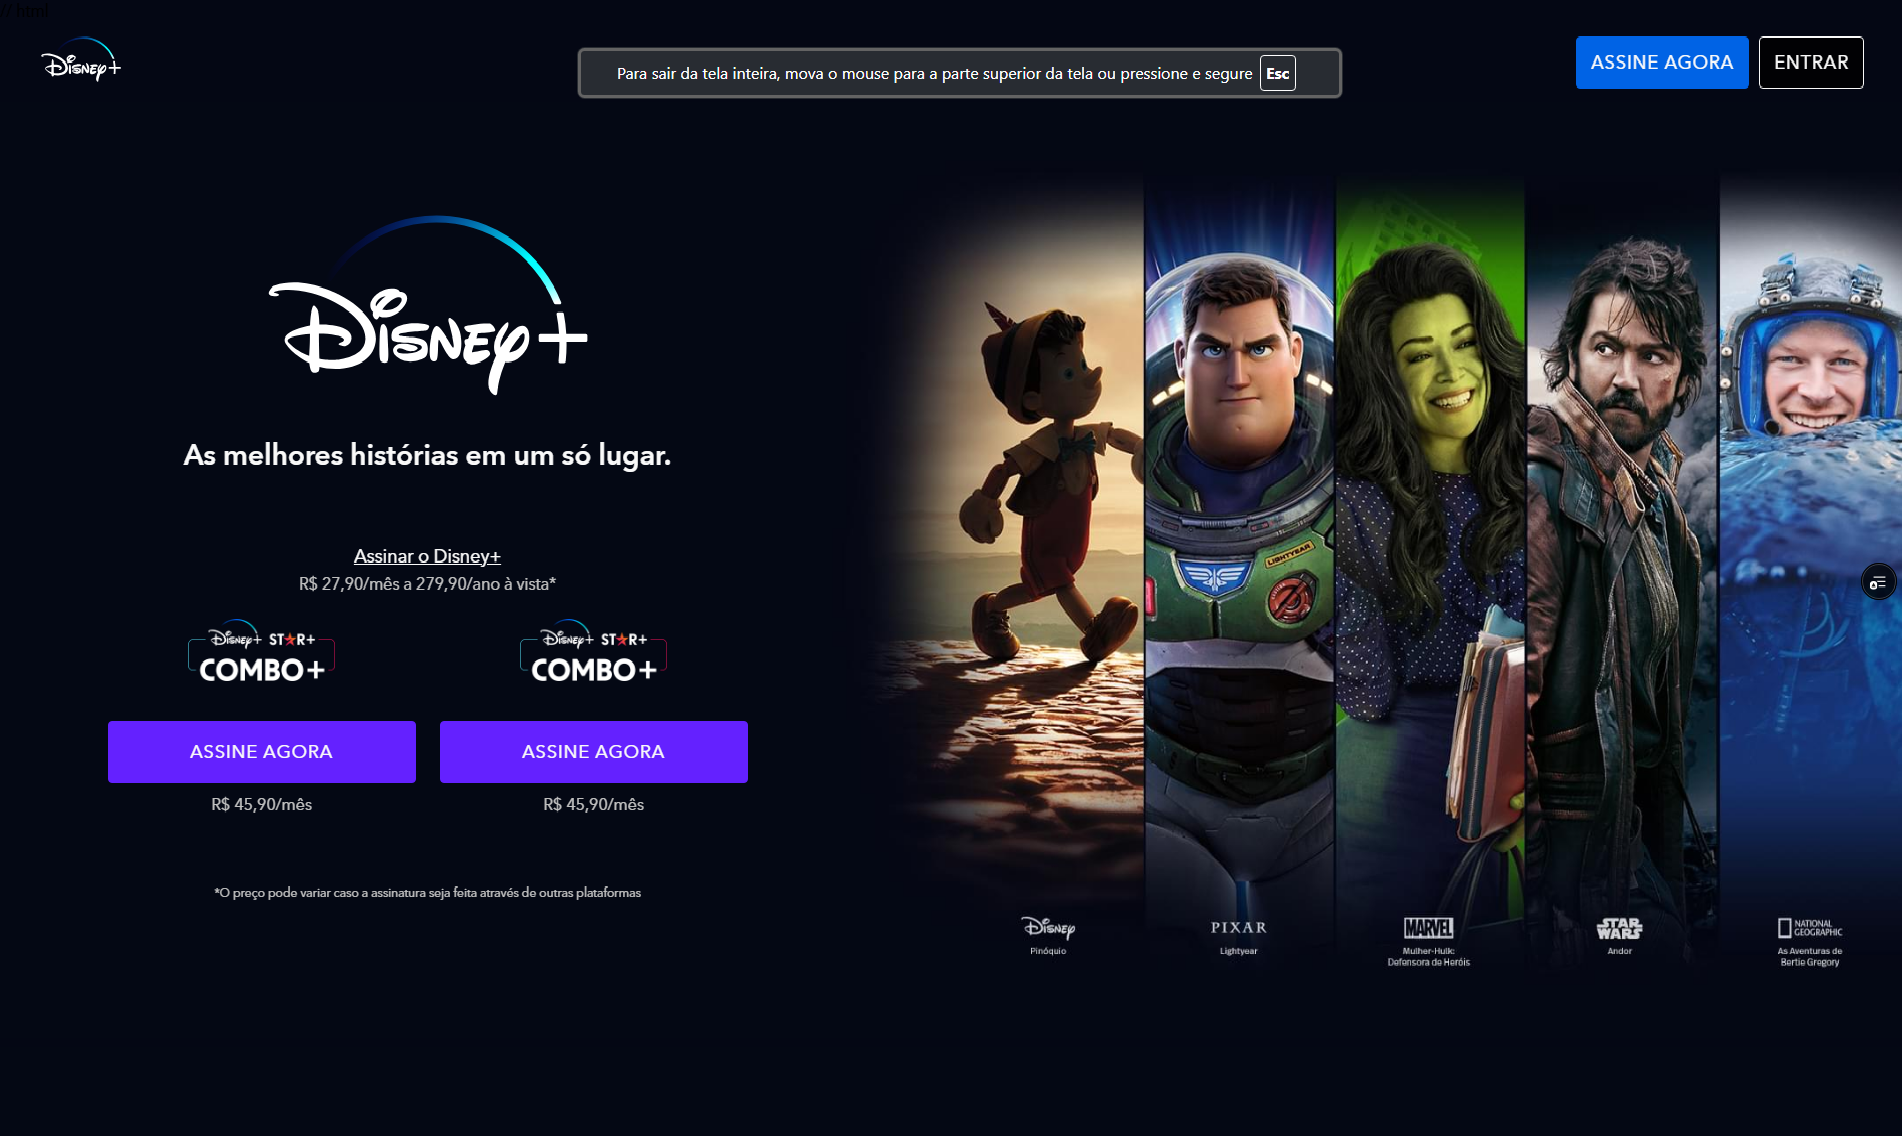 // html
Disney+
Para sair da tela inteira, mova o mouse para a parte superior da tela ou pressione e segure Esc
ASSINE AGORA
ENTRAR
Disney+
As melhores histórias em um só lugar.
Assinar o Disney+
R$ 27,90/mês a 279,90/ano à vista*
Disney+ STAR+
COMBO+
Disney+ STAR+
COMBO+
ASSINE AGORA
ASSINE AGORA
R$ 45,90/mês
R$ 45,90/mês
*O preço pode variar caso a assinatura seja feita através de outras plataformas
LIGHTYEAR
Disney
Pinóquio
PIXAR
Lightyear
MARVEL
Mulher-Hulk:
Defensora de Heróis
STAR
WARS
Andor
NATIONAL
GEOGRAPHIC
As Aventuras de
Bertie Gregory